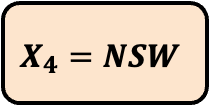 X₄ = NSW